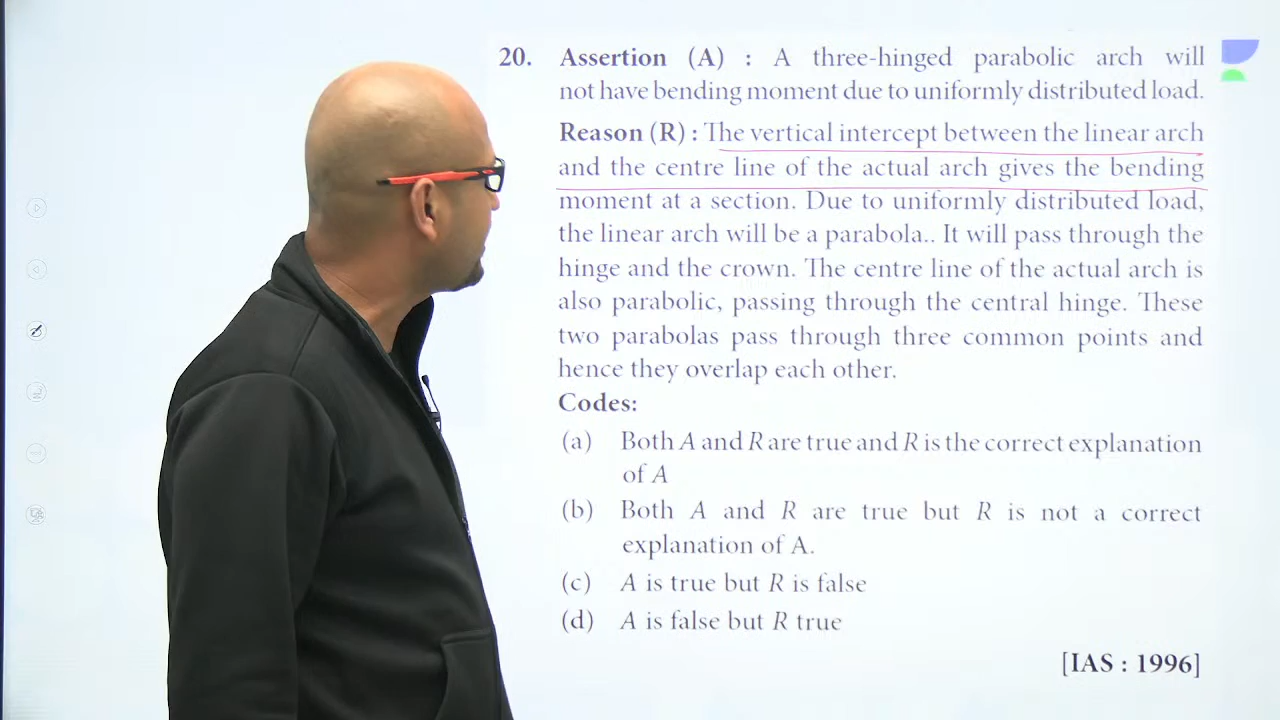 20. Assertion (A) : A three-hinged parabolic arch will
not have bending moment due to uniformly distributed load.
Reason (R) : The vertical intercept between the linear arch
and the centre line of the actual arch gives the bending
moment at a section. Due to uniformly distributed load,
the linear arch will be a parabola.. It will pass through the
hinge and the crown. The centre line of the actual arch is
also parabolic, passing through the central hinge. These
two parabolas pass through three common points and
hence they overlap each other.
Codes:
(a) Both A and R are true and R is the correct explanation
of A
(b) Both A and R are true but R is not a correct
explanation of A.
(c) A is true but R is false
(d) A is false but R true
[IAS : 1996]